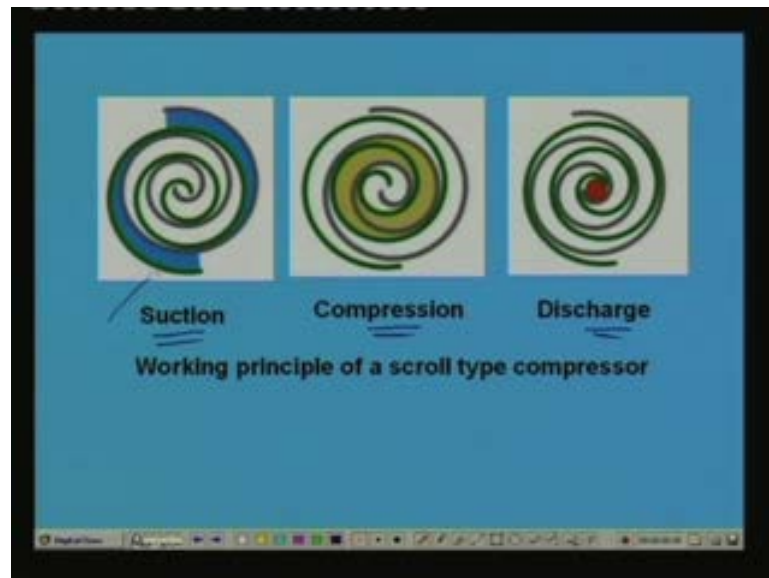 Suction
Compression
Discharge
Working principle of a scroll type compressor